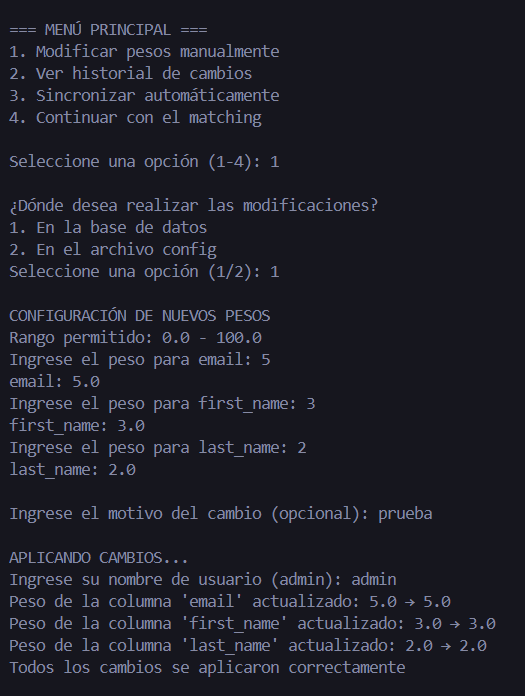 === MENÚ PRINCIPAL ===
1. Modificar pesos manualmente
2. Ver historial de cambios
3. Sincronizar automáticamente
4. Continuar con el matching
Seleccione una opción (1-4): 1
¿Dónde desea realizar las modificaciones?
1. En la base de datos
2. En el archivo config
Seleccione una opción (1/2): 1
CONFIGURACIÓN DE NUEVOS PESOS
Rango permitido: 0.0 - 100.0
Ingrese el peso para email: 5
email: 5.0
Ingrese el peso para first_name: 3
first_name: 3.0
Ingrese el peso para last_name: 2
last_name: 2.0
Ingrese el motivo del cambio (opcional): prueba
APLICANDO CAMBIOS...
Ingrese su nombre de usuario (admin): admin
Peso de la columna 'email' actualizado: 5.0 → 5.0
Peso de la columna 'first_name' actualizado: 3.0 → 3.0
Peso de la columna 'last_name' actualizado: 2.0 → 2.0
Todos los cambios se aplicaron correctamente